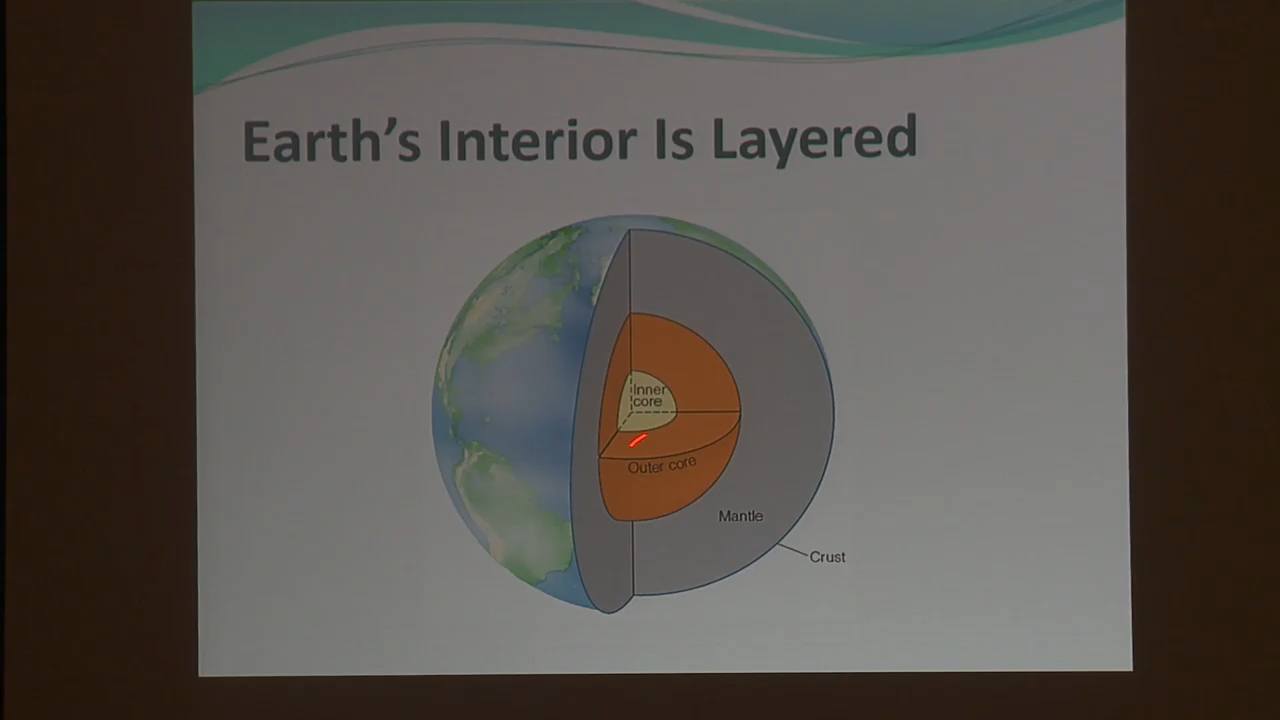 Earth's Interior Is Layered
Inner
core
Outer core
Mantle
Crust